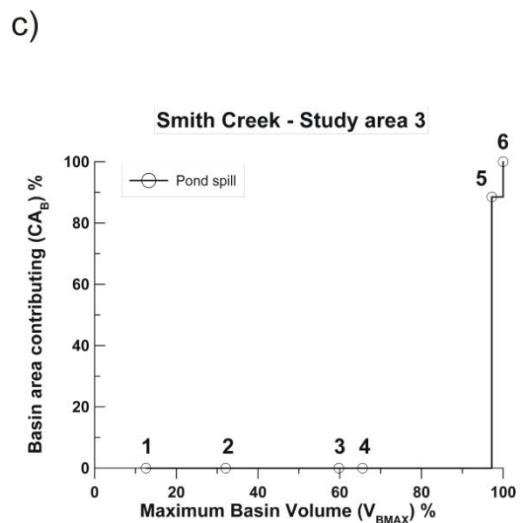 c)
Smith Creek - Study area 3
Pond spill
Basin area contributing (CA_B) %
100
80
60
40
20
0
1
2
3
4
5
6
0 20 40 60 80 100
Maximum Basin Volume (V_BMAX) %